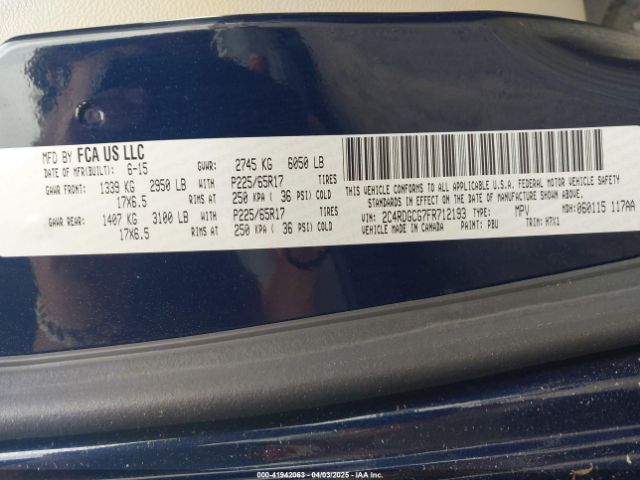 MFD BY FCA US LLC
DATE OF MFR(BUILT): 6-15 GVWR: 2745 KG 6050 LB
GAWR FRONT: 1339 KG 2950 LB WITH P225/65R17 TIRES
17X6.5 RIMS AT 250 KPA ( 36 PSI) COLD
GAWR REAR: 1407 KG 3100 LB WITH P225/65R17 TIRES
17X6.5 RIMS AT 250 KPA ( 36 PSI) COLD
THIS VEHICLE CONFORMS TO ALL APPLICABLE U.S.A. FEDERAL MOTOR VEHICLE SAFETY
AND THEFT PREVENTION STANDARDS IN EFFECT ON THE DATE OF MANUFACTURE SHOWN ABOVE.
VIN: 2C4RDGCG7FR712193 TYPE: MPV MDH: 060115 117AA
VEHICLE MADE IN CANADA PAINT: PBU TRIM: H7X1
00-41942063 - 04/03/2025 - IAA Inc.